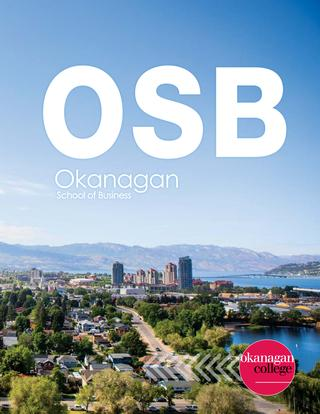 OSB
Okanagan
School of Business
okanagan
college